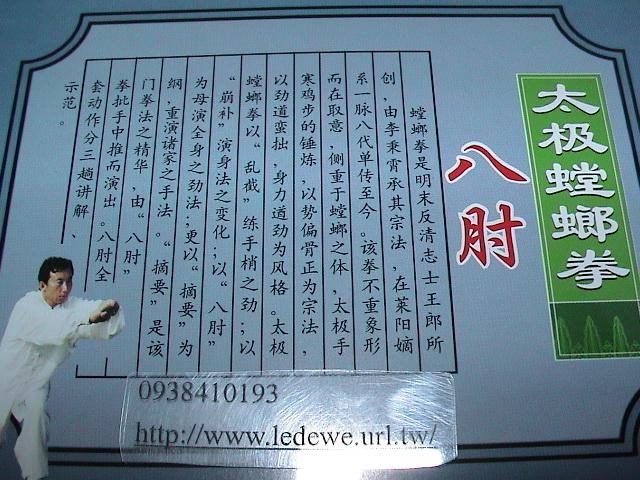 太极螳螂拳
八肘
螳螂拳是明末反清志士王郎所
创，由李秉霄承其宗法，在莱阳嫡
系一脉八代单传至今。该拳不重象形
而在取意，侧重于螳螂之体，太极手
寒鸡步的锤炼，以势偏骨正为宗法，
以劲道蛮拙，身力道劲为风格。太极
螳螂拳以“乱截”练手梢之劲；以
“崩补”演身法之变化；以“八肘”
为母演全身之劲法；更以“摘要”为
纲，重演诸家之手法。“摘要”是该
门拳法之精华，由“八肘”
拳批手中推而演出。八肘全
套动作分三趟讲解、
示范。
0938410193
http://www.ledewe.url.tw/